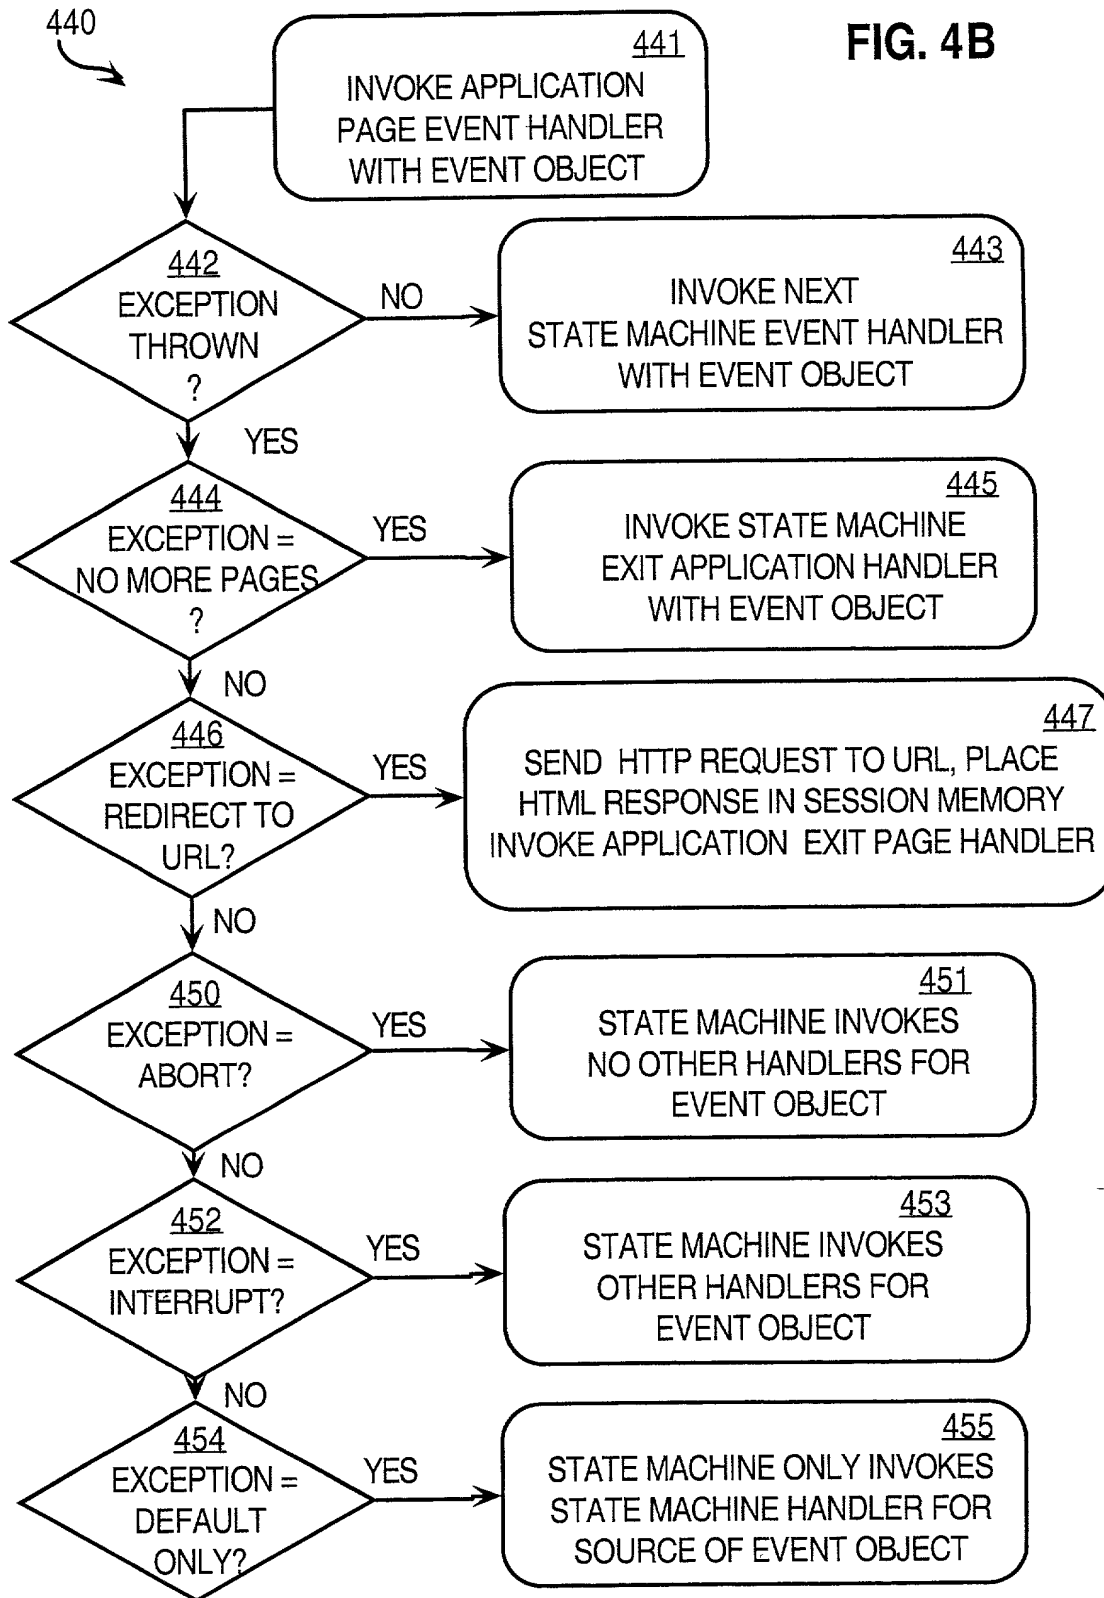 440
FIG. 4B
441
INVOKE APPLICATION
PAGE EVENT HANDLER
WITH EVENT OBJECT
442
EXCEPTION
THROWN
?
NO
443
INVOKE NEXT
STATE MACHINE EVENT HANDLER
WITH EVENT OBJECT
YES
444
EXCEPTION =
NO MORE PAGES
?
YES
445
INVOKE STATE MACHINE
EXIT APPLICATION HANDLER
WITH EVENT OBJECT
NO
446
EXCEPTION =
REDIRECT TO
URL?
YES
447
SEND HTTP REQUEST TO URL, PLACE
HTML RESPONSE IN SESSION MEMORY
INVOKE APPLICATION EXIT PAGE HANDLER
NO
450
EXCEPTION =
ABORT?
YES
451
STATE MACHINE INVOKES
NO OTHER HANDLERS FOR
EVENT OBJECT
NO
452
EXCEPTION =
INTERRUPT?
YES
453
STATE MACHINE INVOKES
OTHER HANDLERS FOR
EVENT OBJECT
NO
454
EXCEPTION =
DEFAULT
ONLY?
YES
455
STATE MACHINE ONLY INVOKES
STATE MACHINE HANDLER FOR
SOURCE OF EVENT OBJECT